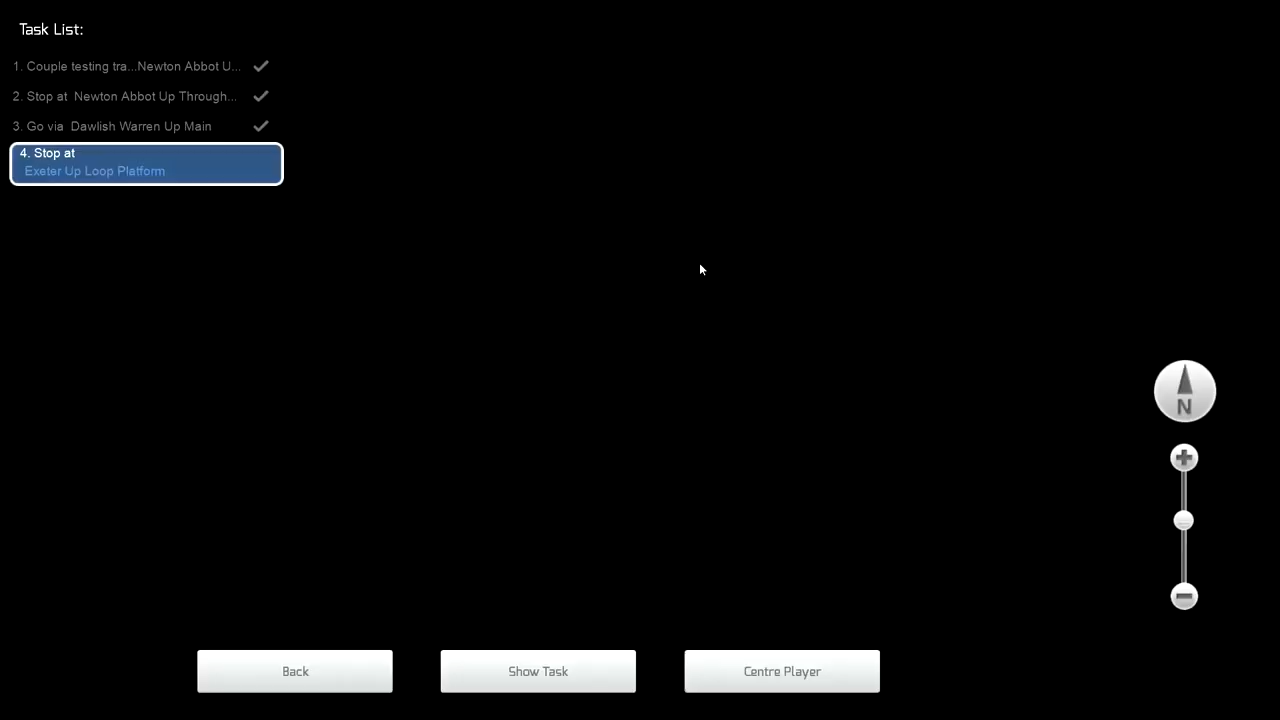 Task List:
1. Couple testing tra...Newton Abbot U...
2. Stop at  Newton Abbot Up Through...
3. Go via  Dawlish Warren Up Main
4. Stop at
Exeter Up Loop Platform
N
Back
Show Task
Centre Player